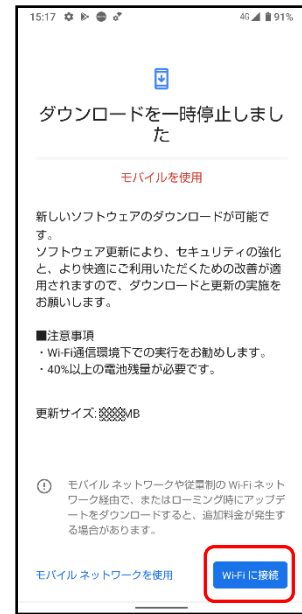 15:17 4G 91%
ダウンロードを一時停止しまし
た
モバイルを使用
新しいソフトウェアのダウンロードが可能で
す。
ソフトウェア更新により、セキュリティの強化
と、より快適にご利用いただくための改善が適
用されますので、ダウンロードと更新の実施を
お願いします。
■注意事項
・Wi-Fi通信環境下での実行をお勧めします。
・40%以上の電池残量が必要です。
更新サイズ: MB
モバイル ネットワークや従量制の Wi-Fi ネット
ワーク経由で、またはローミング時にアップデ
ートをダウンロードすると、追加料金が発生す
る場合があります。
モバイル ネットワークを使用
Wi-Fi に接続